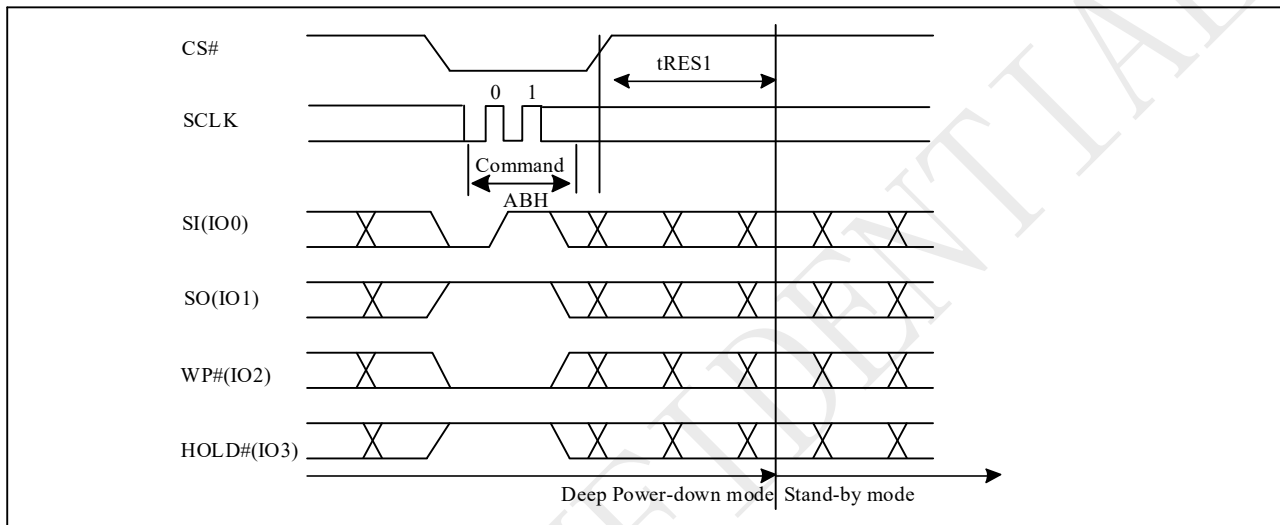 CS#
tRES1
0 1
SCLK
Command
ABH
SI(IO0)
SO(IO1)
WP#(IO2)
HOLD#(IO3)
Deep Power-down mode Stand-by mode
IDENTIAL